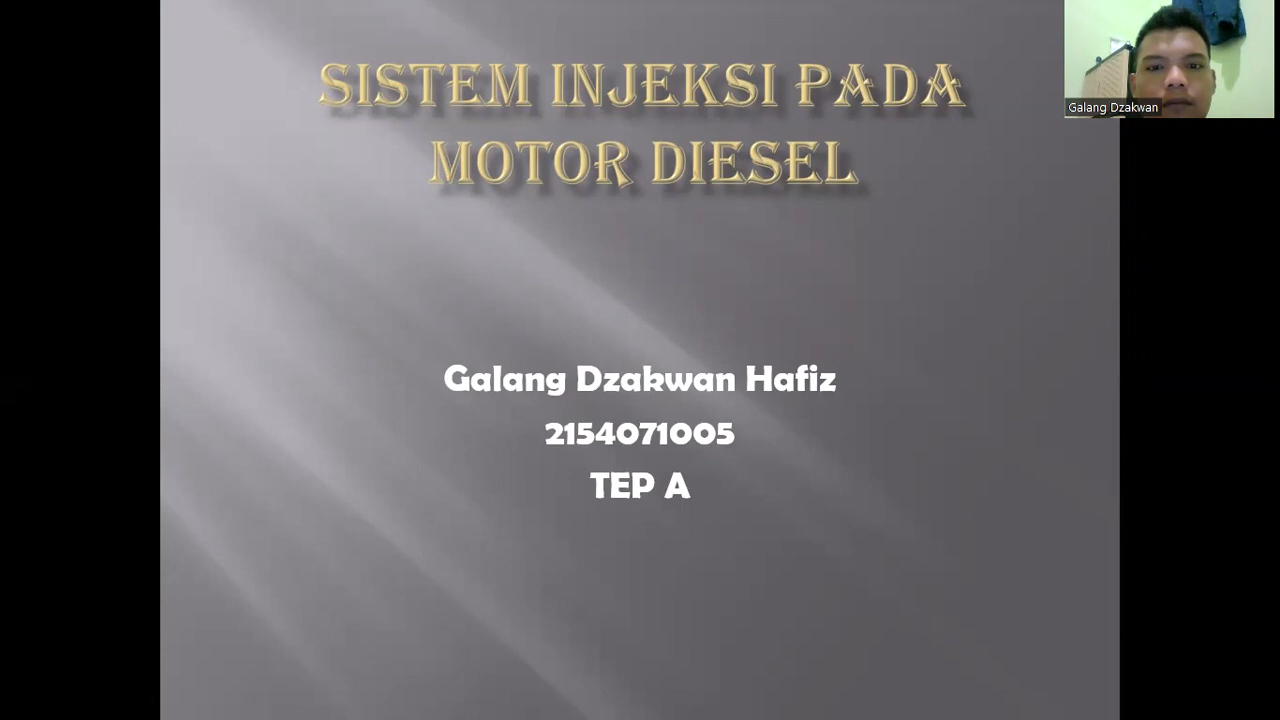 SISTEM INJEKSI PADA
MOTOR DIESEL
Galang Dzakwan
Galang Dzakwan Hafiz
2154071005
TEP A